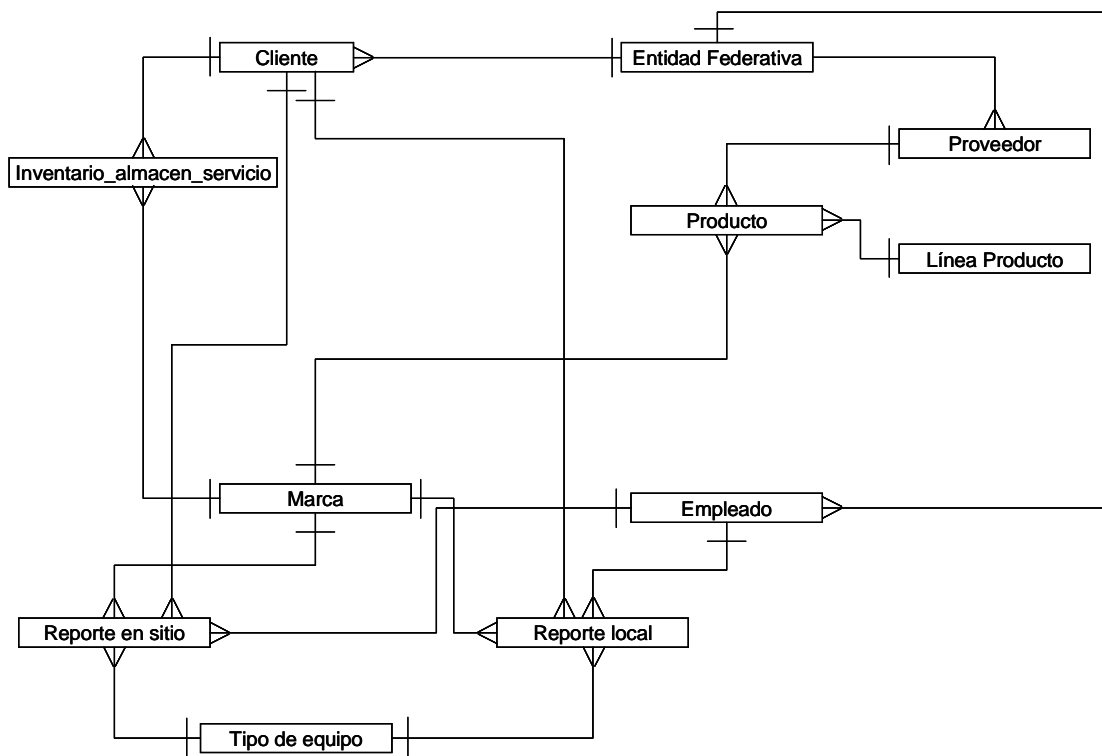 Cliente
Entidad Federativa
Proveedor
Inventario_almacen_servicio
Producto
Línea Producto
Marca
Empleado
Reporte en sitio
Reporte local
Tipo de equipo